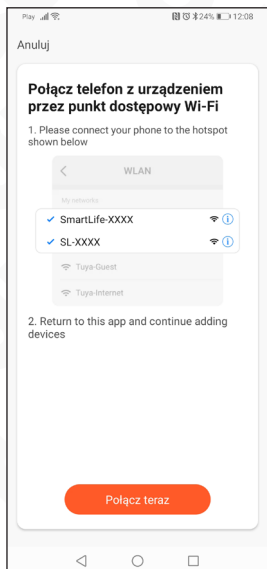 Play 24% 12:08
Anuluj
Połącz telefon z urządzeniem
przez punkt dostępowy Wi-Fi
1. Please connect your phone to the hotspot
shown below
WLAN
My networks
SmartLife-XXXX
SL-XXXX
Tuya-Guest
Tuya-Internet
2. Return to this app and continue adding
devices
Połącz teraz